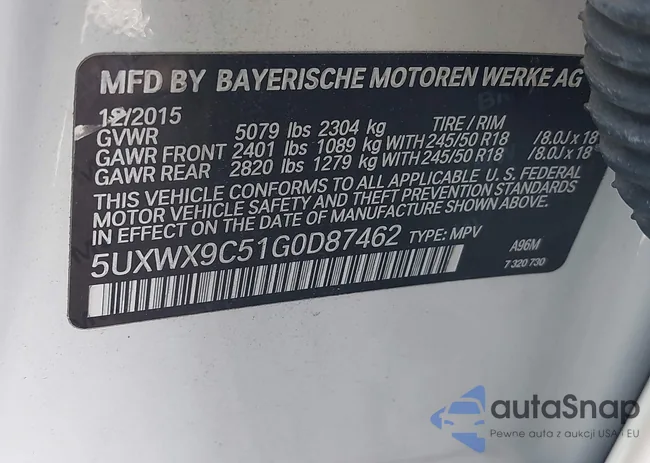 MFD BY BAYERISCHE MOTOREN WERKE AG
12/2015
GVWR 5079 lbs 2304 kg TIRE / RIM
GAWR FRONT 2401 lbs 1089 kg WITH 245/50 R18 /8.0J x 18
GAWR REAR 2820 lbs 1279 kg WITH 245/50 R18 /8.0J x 18
THIS VEHICLE CONFORMS TO ALL APPLICABLE U. S. FEDERAL
MOTOR VEHICLE SAFETY AND THEFT PREVENTION STANDARDS
IN EFFECT ON THE DATE OF MANUFACTURE SHOWN ABOVE.
5UXWX9C51G0D87462 TYPE: MPV A96M
7 320 730
autaSnap
Pewne auta z aukcji USA i EU